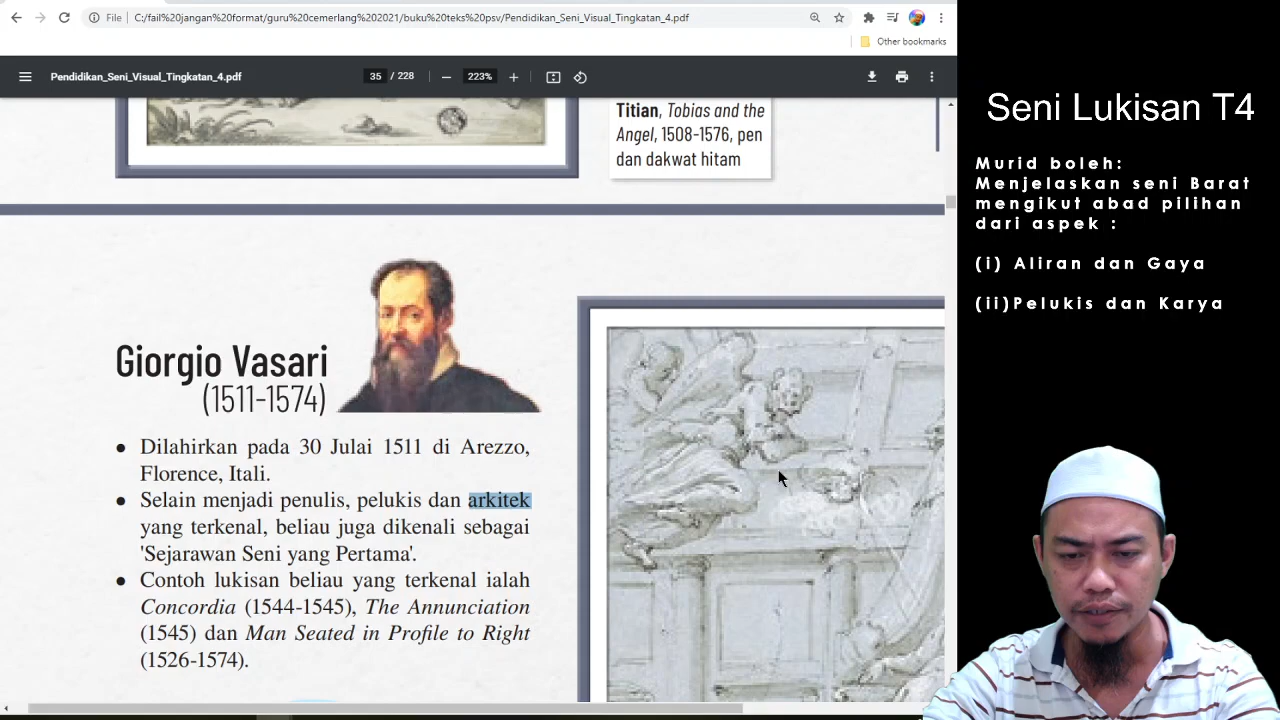 File
C:/fail%20jangan%20format/guru%20cemerlang%202021/buku%20teks%20psv/Pendidikan_Seni_Visual_Tingkatan_4.pdf
Other bookmarks
Pendidikan_Seni_Visual_Tingkatan_4.pdf
35 / 228
223%
Titian, Tobias and the
Angel, 1508-1576, pen
dan dakwat hitam
Giorgio Vasari
(1511-1574)
• Dilahirkan pada 30 Julai 1511 di Arezzo,
Florence, Itali.
• Selain menjadi penulis, pelukis dan arkitek
yang terkenal, beliau juga dikenali sebagai
'Sejarawan Seni yang Pertama'.
• Contoh lukisan beliau yang terkenal ialah
Concordia (1544-1545), The Annunciation
(1545) dan Man Seated in Profile to Right
(1526-1574).
Seni Lukisan T4
Murid boleh:
Menjelaskan seni Barat
mengikut abad pilihan
dari aspek :
(i) Aliran dan Gaya
(ii)Pelukis dan Karya